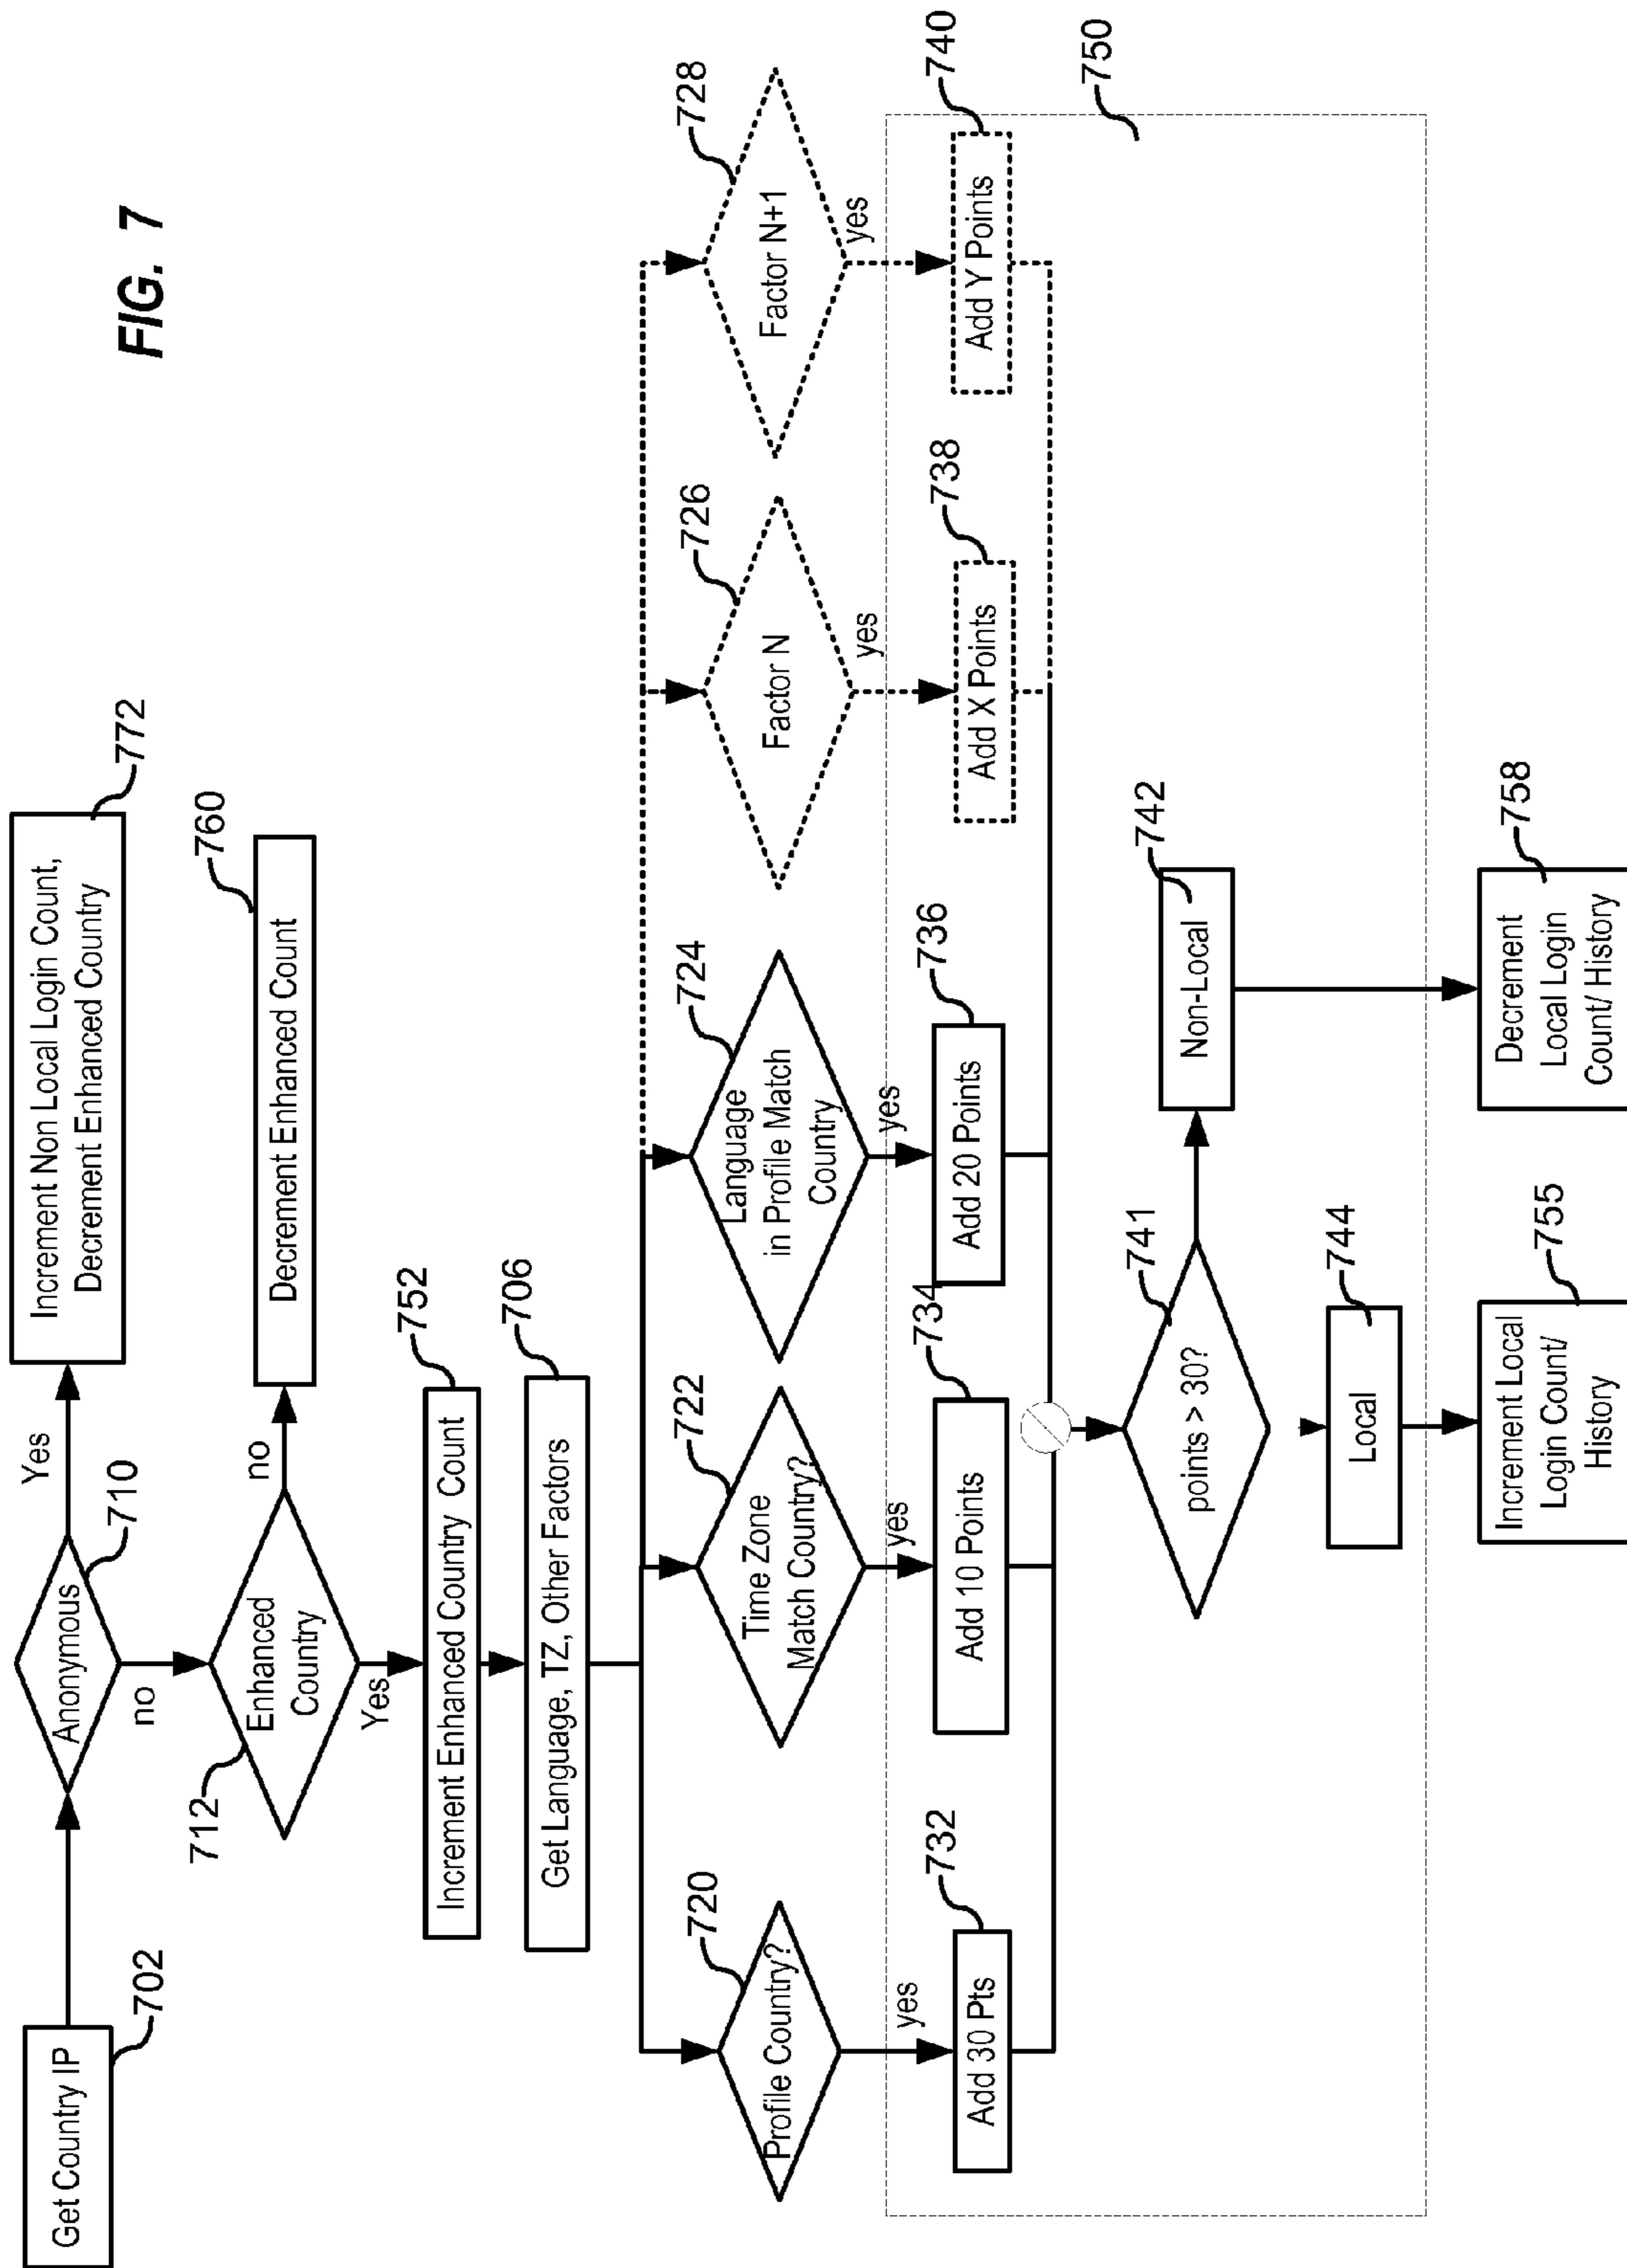 FIG. 7
Get Country IP
702
Anonymous
710
Yes
no
Increment Non Local Login Count,
Decrement Enhanced Country
772
Enhanced
Country
712
no
Yes
Decrement Enhanced Count
760
Increment Enhanced Country Count
752
Get Language, TZ, Other Factors
706
Profile Country?
720
Time Zone
Match Country?
722
Language
in Profile Match
Country
724
Factor N
726
Factor N+1
728
yes
yes
yes
yes
yes
Add 30 Pts
732
Add 10 Points
734
Add 20 Points
736
Add X Points
738
Add Y Points
740
750
points > 30?
741
Non-Local
742
Local
744
Increment Local
Login Count/
History
755
Decrement
Local Login
Count/ History
758